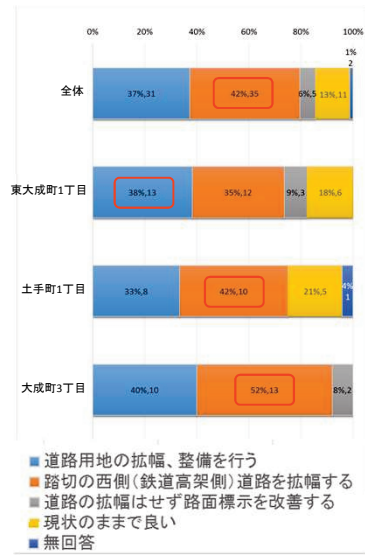 0% 20% 40% 60% 80% 100%
1%
2
全体 37%,31 42%,35 6%,5 13%,11
東大成町1丁目 38%,13 35%,12 9%,3 18%,6
土手町1丁目 33%,8 42%,10 21%,5 4%
1
大成町3丁目 40%,10 52%,13 8%,2
道路用地の拡幅、整備を行う
踏切の西側(鉄道高架側)道路を拡幅する
道路の拡幅はせず路面標示を改善する
現状のままで良い
無回答